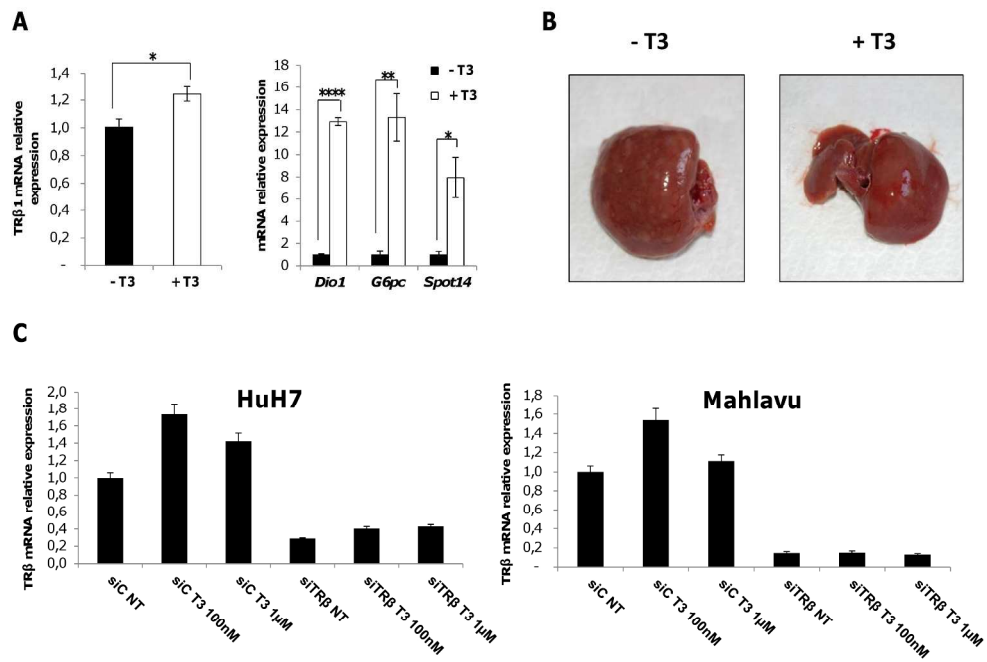 A
B
- T3
+ T3
TRβ1 mRNA relative
expression
1,4
1,2
1,0
0,8
0,6
0,4
0,2
-
*
- T3
+ T3
mRNA relative expression
18
16
14
12
10
8
6
4
2
0
****
**
*
- T3
+ T3
Dio1
G6pc
Spot14
C
TRβ mRNA relative expression
2,0
1,8
1,6
1,4
1,2
1,0
0,8
0,6
0,4
0,2
0,0
HuH7
siC NT
siC T3 100nM
siC T3 1µM
siTRβ NT
siTRβ T3 100nM
siTRβ T3 1µM
TRβ mRNA relative expression
1,8
1,6
1,4
1,2
1,0
0,8
0,6
0,4
0,2
-
Mahlavu
siC NT
siC T3 100nM
siC T3 1µM
siTRβ NT
siTRβ T3 100nM
siTRβ T3 1µM